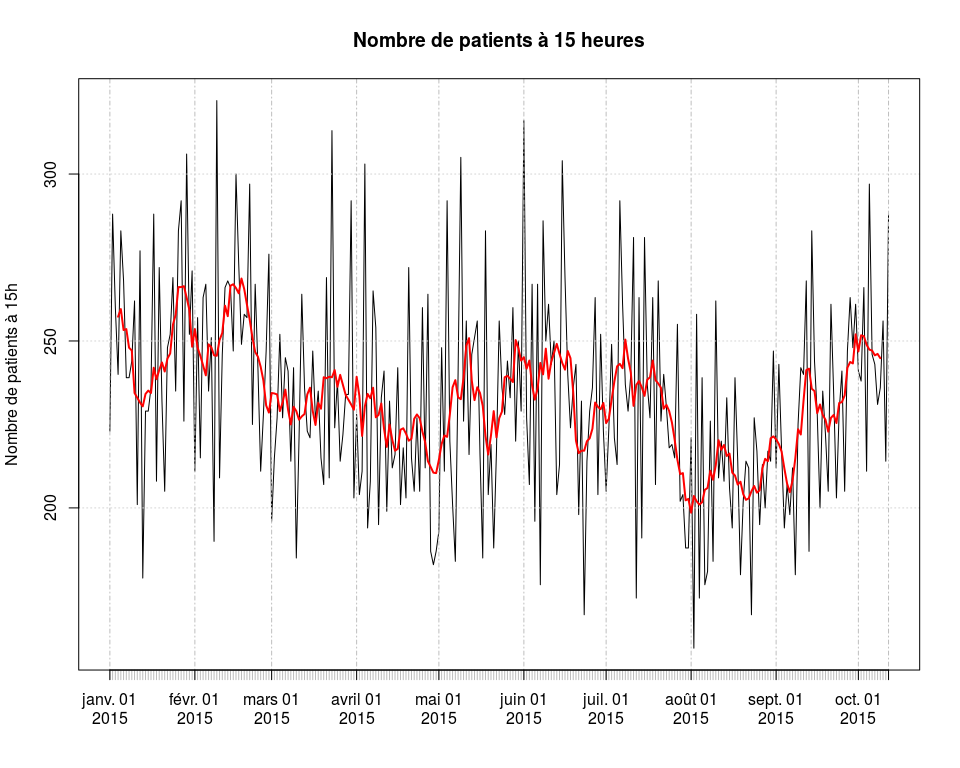 Nombre de patients à 15 heures
Nombre de patients à 15h
300
250
200
janv. 01 févr. 01 mars 01 avril 01 mai 01 juin 01 juil. 01 août 01 sept. 01 oct. 01
2015 2015 2015 2015 2015 2015 2015 2015 2015 2015